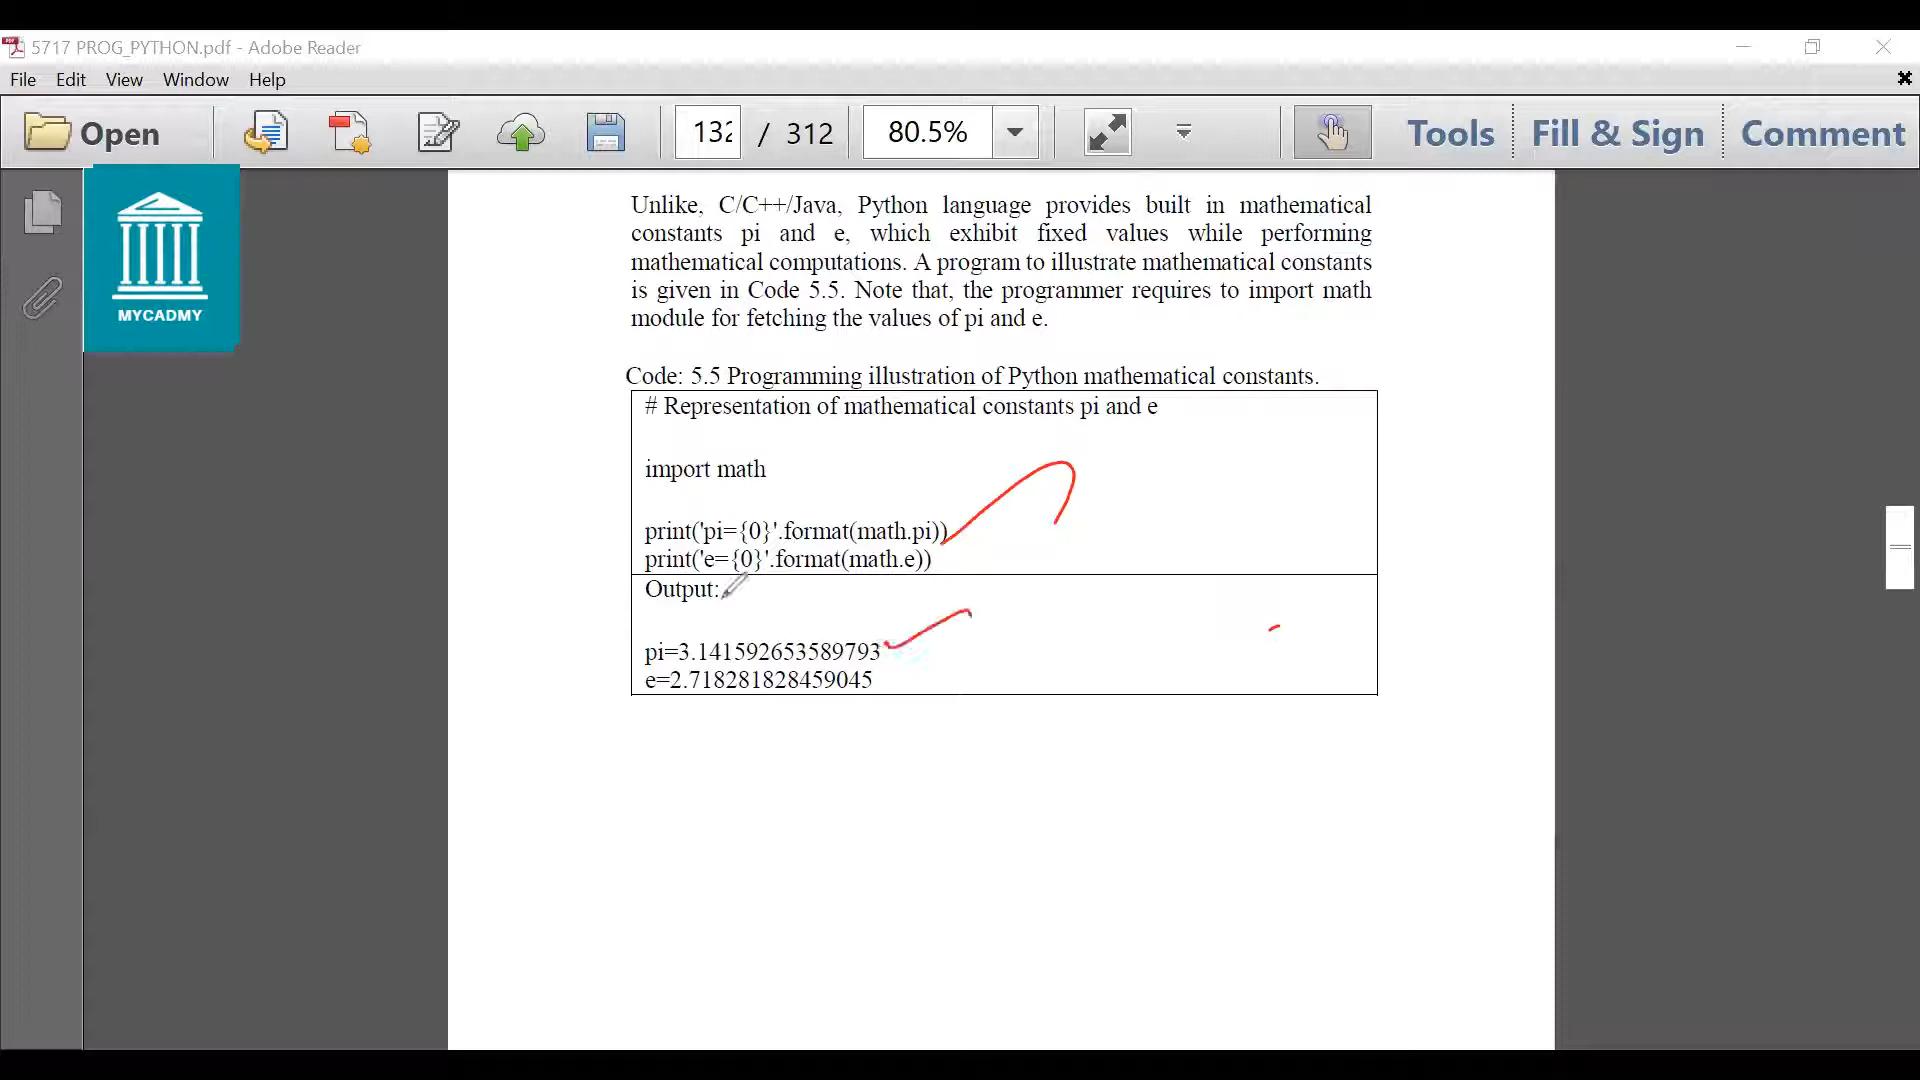 5717 PROG_PYTHON.pdf - Adobe Reader
File Edit View Window Help
Open 132 / 312 80.5% Tools Fill & Sign Comment
MYCADMY
Unlike, C/C++/Java, Python language provides built in mathematical
constants pi and e, which exhibit fixed values while performing
mathematical computations. A program to illustrate mathematical constants
is given in Code 5.5. Note that, the programmer requires to import math
module for fetching the values of pi and e.
Code: 5.5 Programming illustration of Python mathematical constants.
# Representation of mathematical constants pi and e
import math
print('pi={0}'.format(math.pi))
print('e={0}'.format(math.e))
Output:
pi=3.141592653589793
e=2.718281828459045